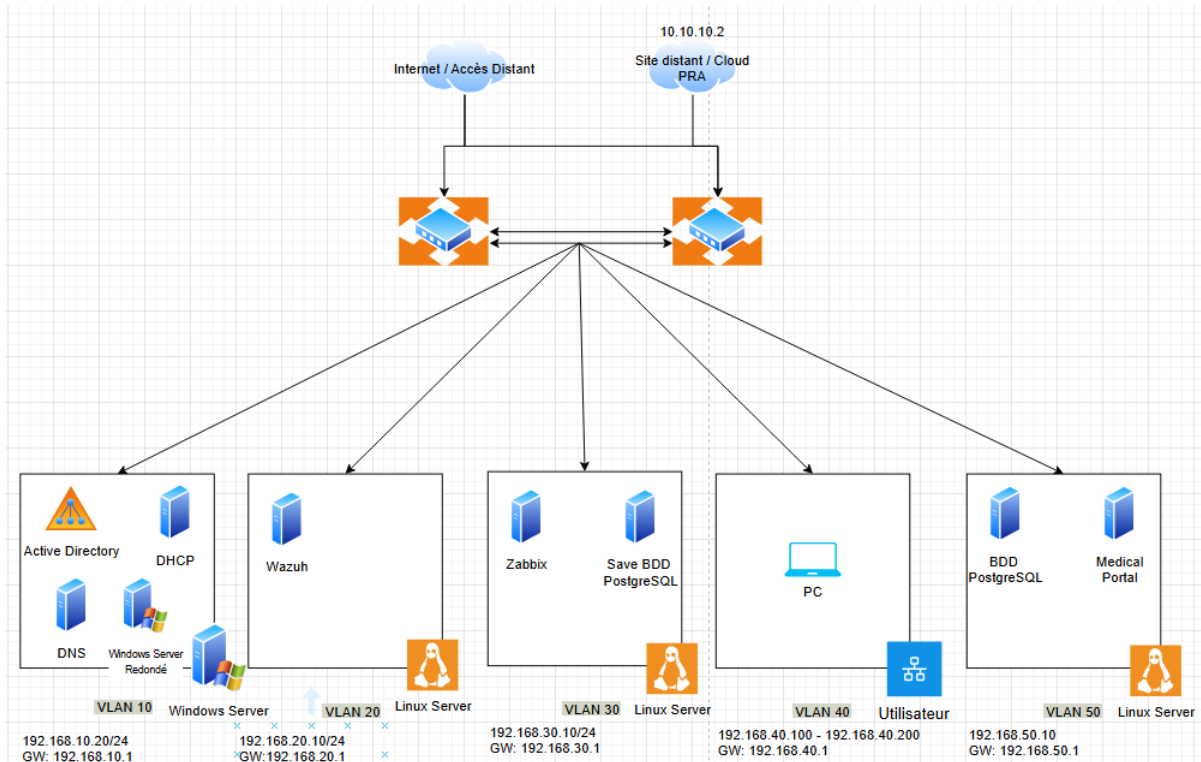 10.10.10.2
Internet / Accès Distant
Site distant / Cloud
PRA
Active Directory
DHCP
DNS
Windows Server
Redondé
Windows Server
VLAN 10
192.168.10.20/24
GW: 192.168.10.1
Wazuh
Linux Server
VLAN 20
192.168.20.10/24
GW:192.168.20.1
Zabbix
Save BDD
PostgreSQL
Linux Server
VLAN 30
192.168.30.10/24
GW: 192.168.30.1
PC
Utilisateur
VLAN 40
192.168.40.100 - 192.168.40.200
GW: 192.168.40.1
BDD
PostgreSQL
Medical
Portal
Linux Server
VLAN 50
192.168.50.10
GW: 192.168.50.1